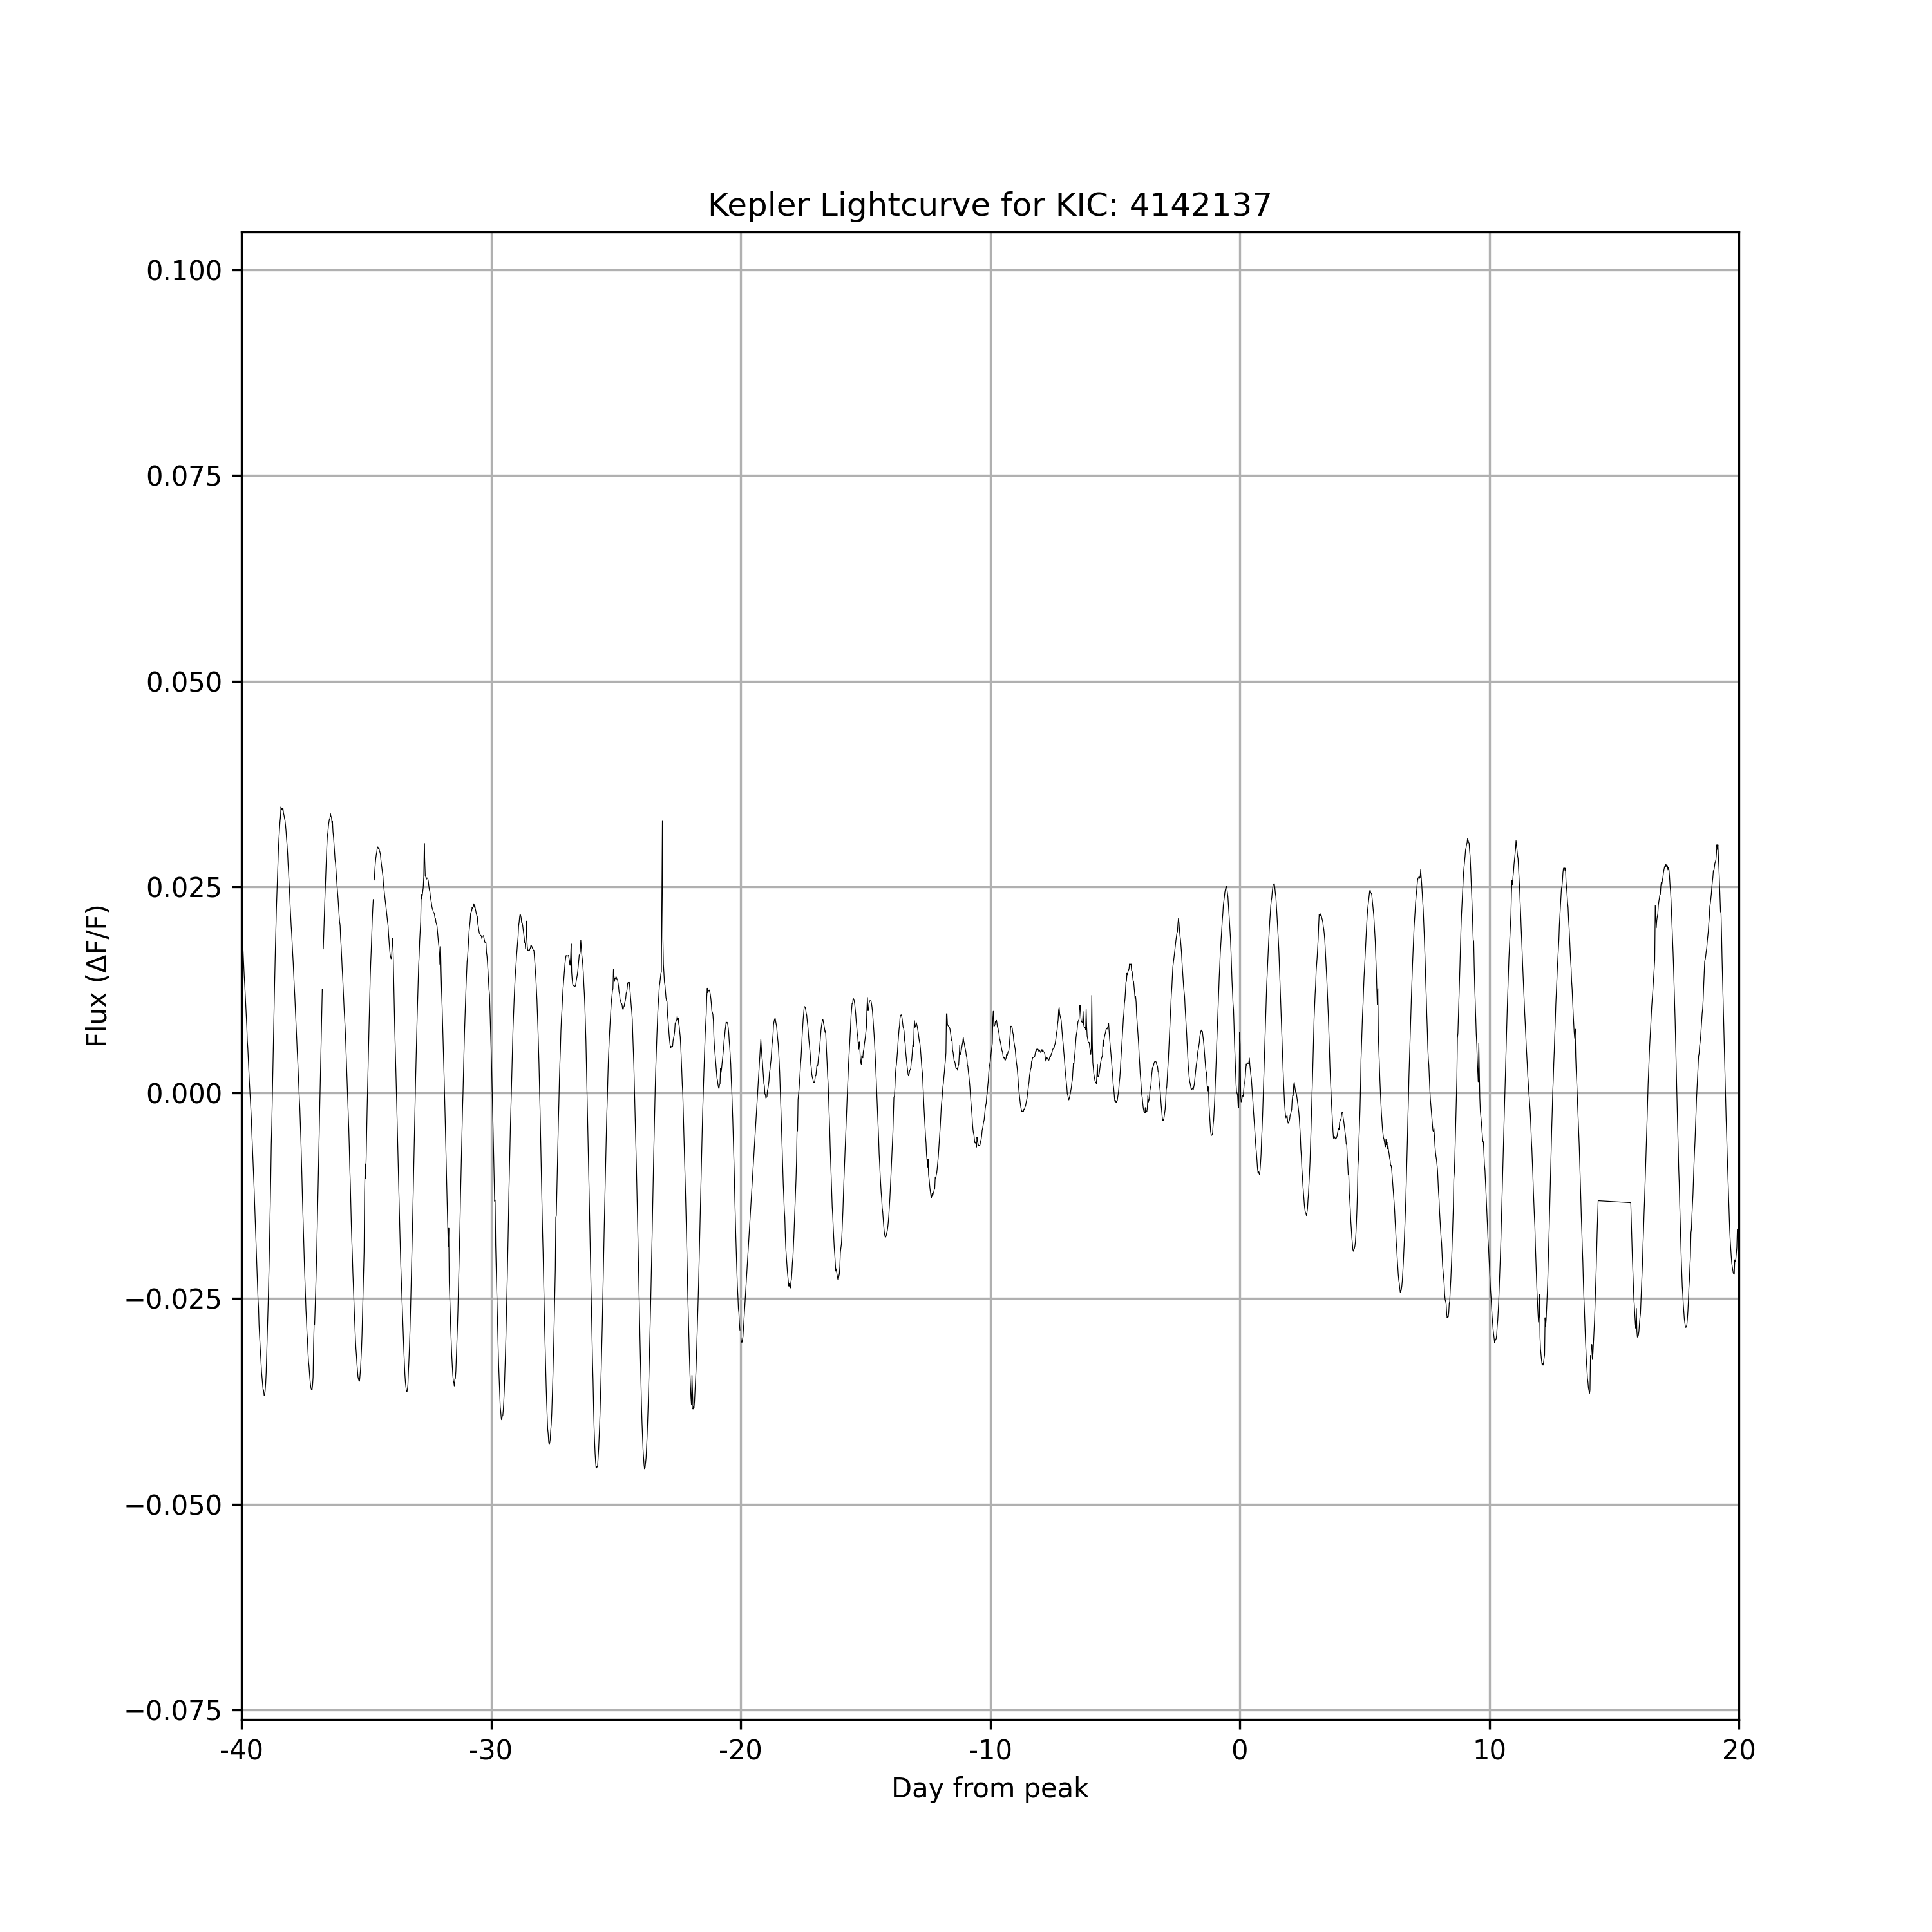 Kepler Lightcurve for KIC: 4142137
0.100
0.075
0.050
0.025
0.000
−0.025
−0.050
−0.075
Flux (ΔF/F)
-40 -30 -20 -10 0 10 20
Day from peak